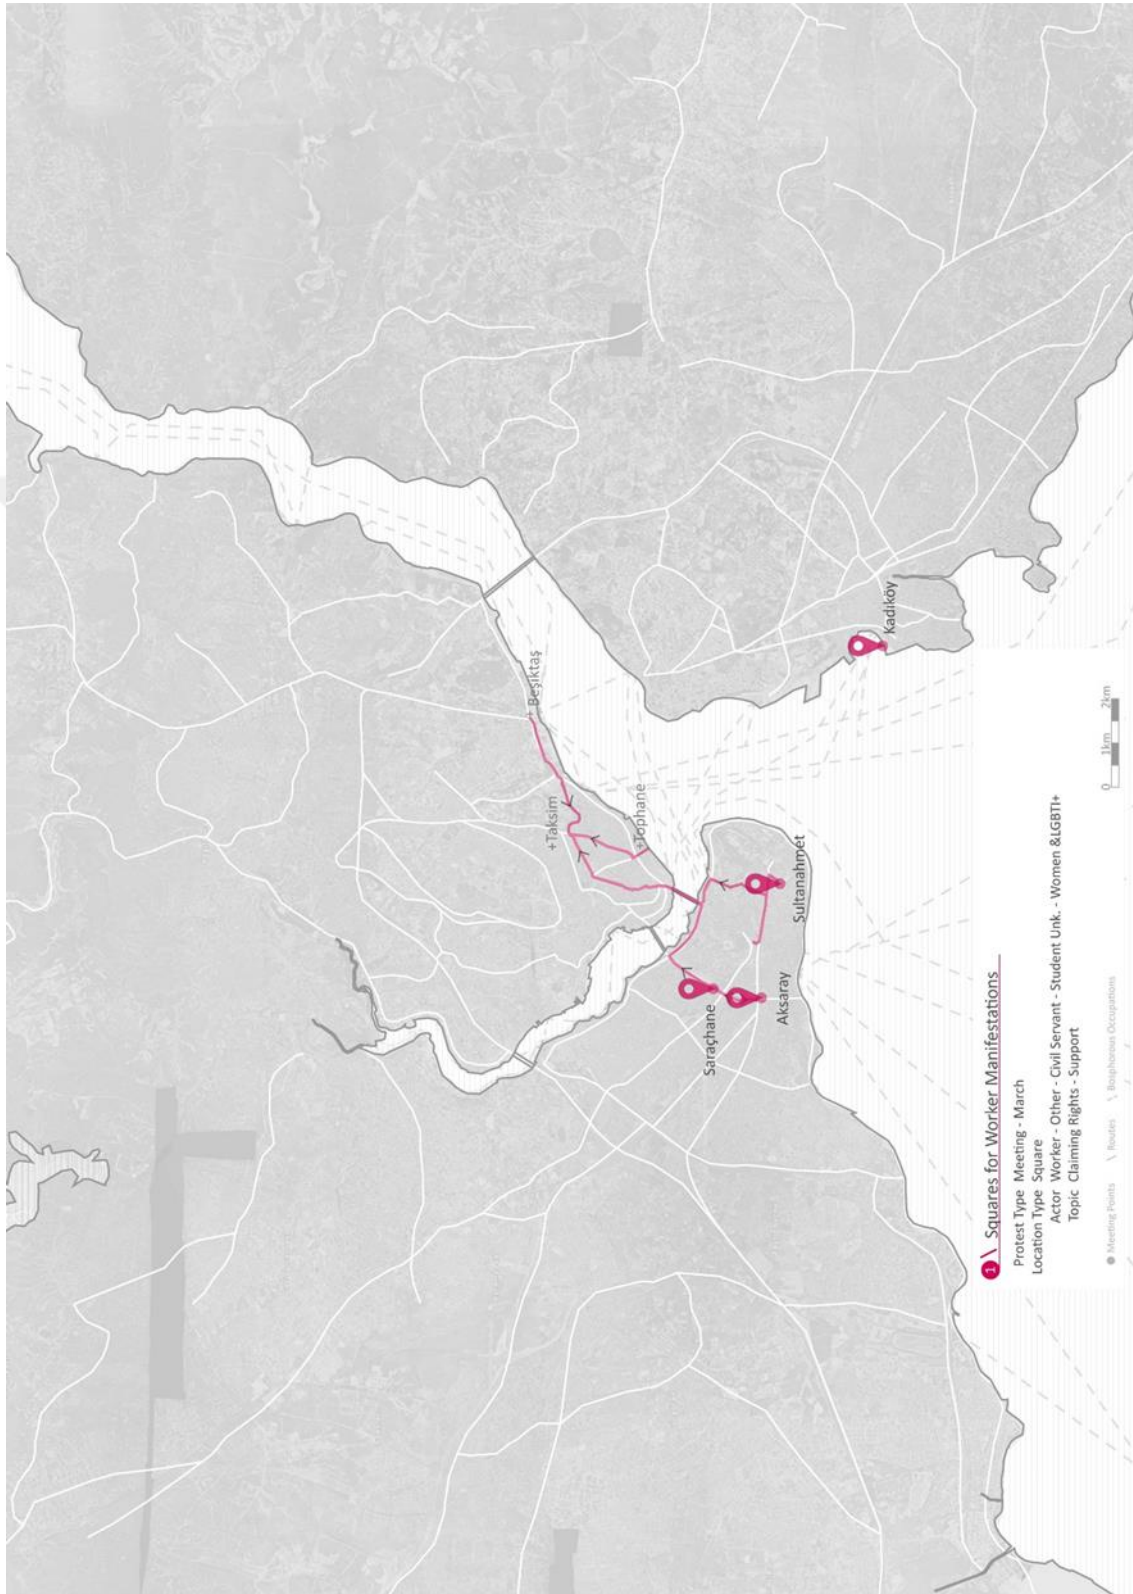 Beşiktaş
+Taksim
+Tophane
Kadıköy
Sultanahmet
Saraçhane
Aksaray
1 \ Squares for Worker Manifestations
Protest Type Meeting - March
Location Type Square
Actor Worker - Other - Civil Servant - Student Unk. - Women &LGBTI+
Topic Claiming Rights - Support
Meeting Points \ Routes \ Bosphorous Occupations
0 1km 2km